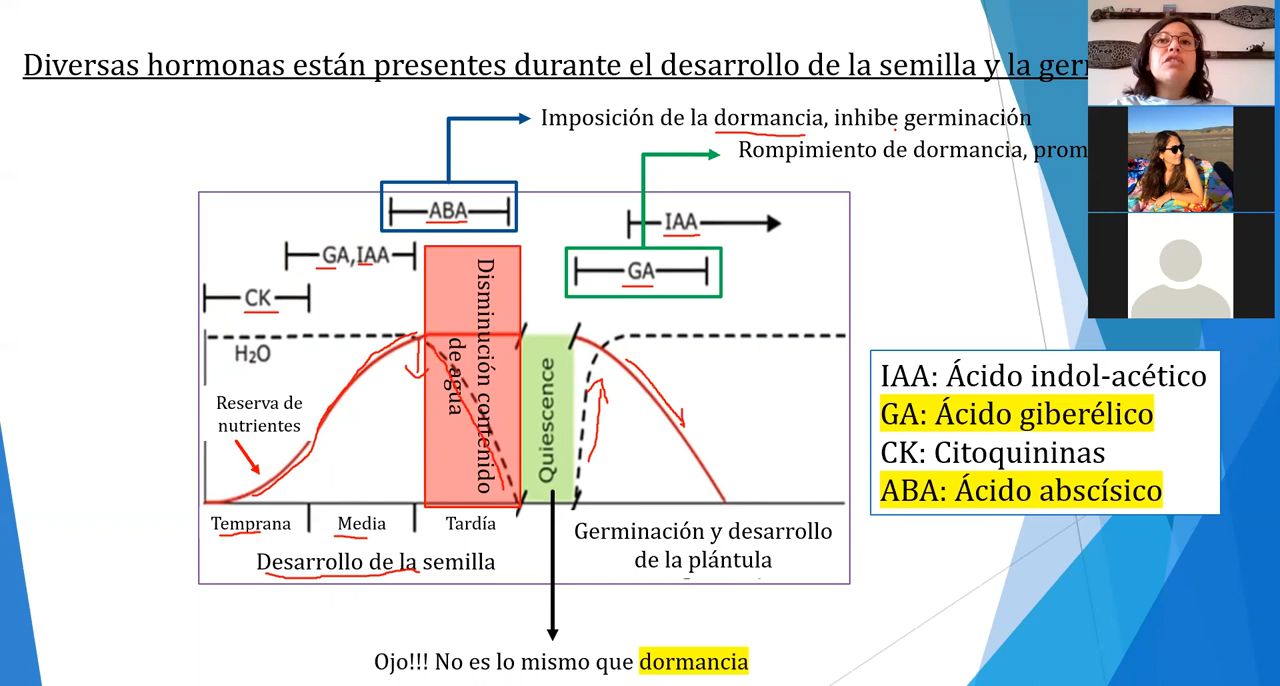 Diversas hormonas están presentes durante el desarrollo de la semilla y la
Imposición de la dormancia, inhibe germinación
Rompimiento de dormancia,
ABA
IAA
GA,IAA
GA
CK
H2O
Disminución contenido
de agua
Quiescence
Reserva de
nutrientes
IAA: Ácido indol-acético
GA: Ácido giberélico
CK: Citoquininas
ABA: Ácido abscísico
Temprana
Media
Tardía
Desarrollo de la semilla
Germinación y desarrollo
de la plántula
Ojo!!! No es lo mismo que dormancia